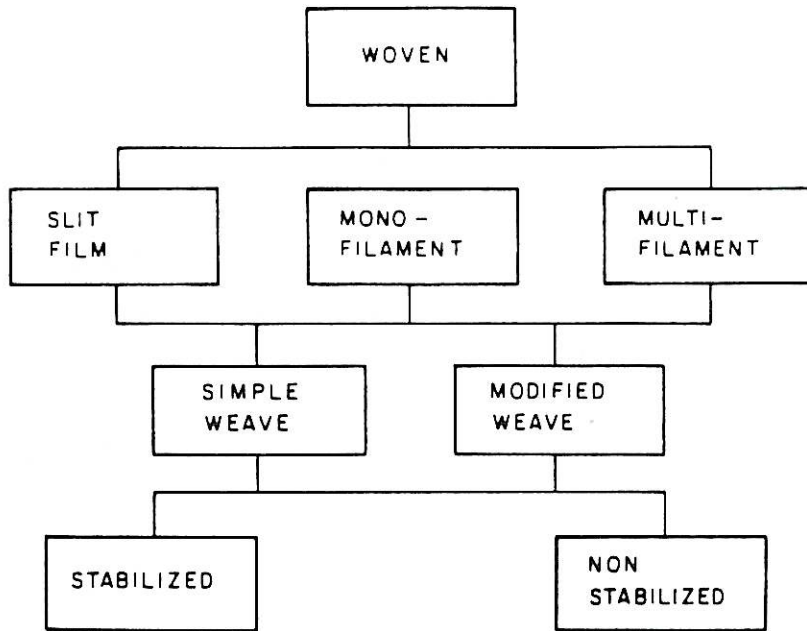 WOVEN
SLIT
FILM
MONO-
FILAMENT
MULTI-
FILAMENT
SIMPLE
WEAVE
MODIFIED
WEAVE
STABILIZED
NON
STABILIZED